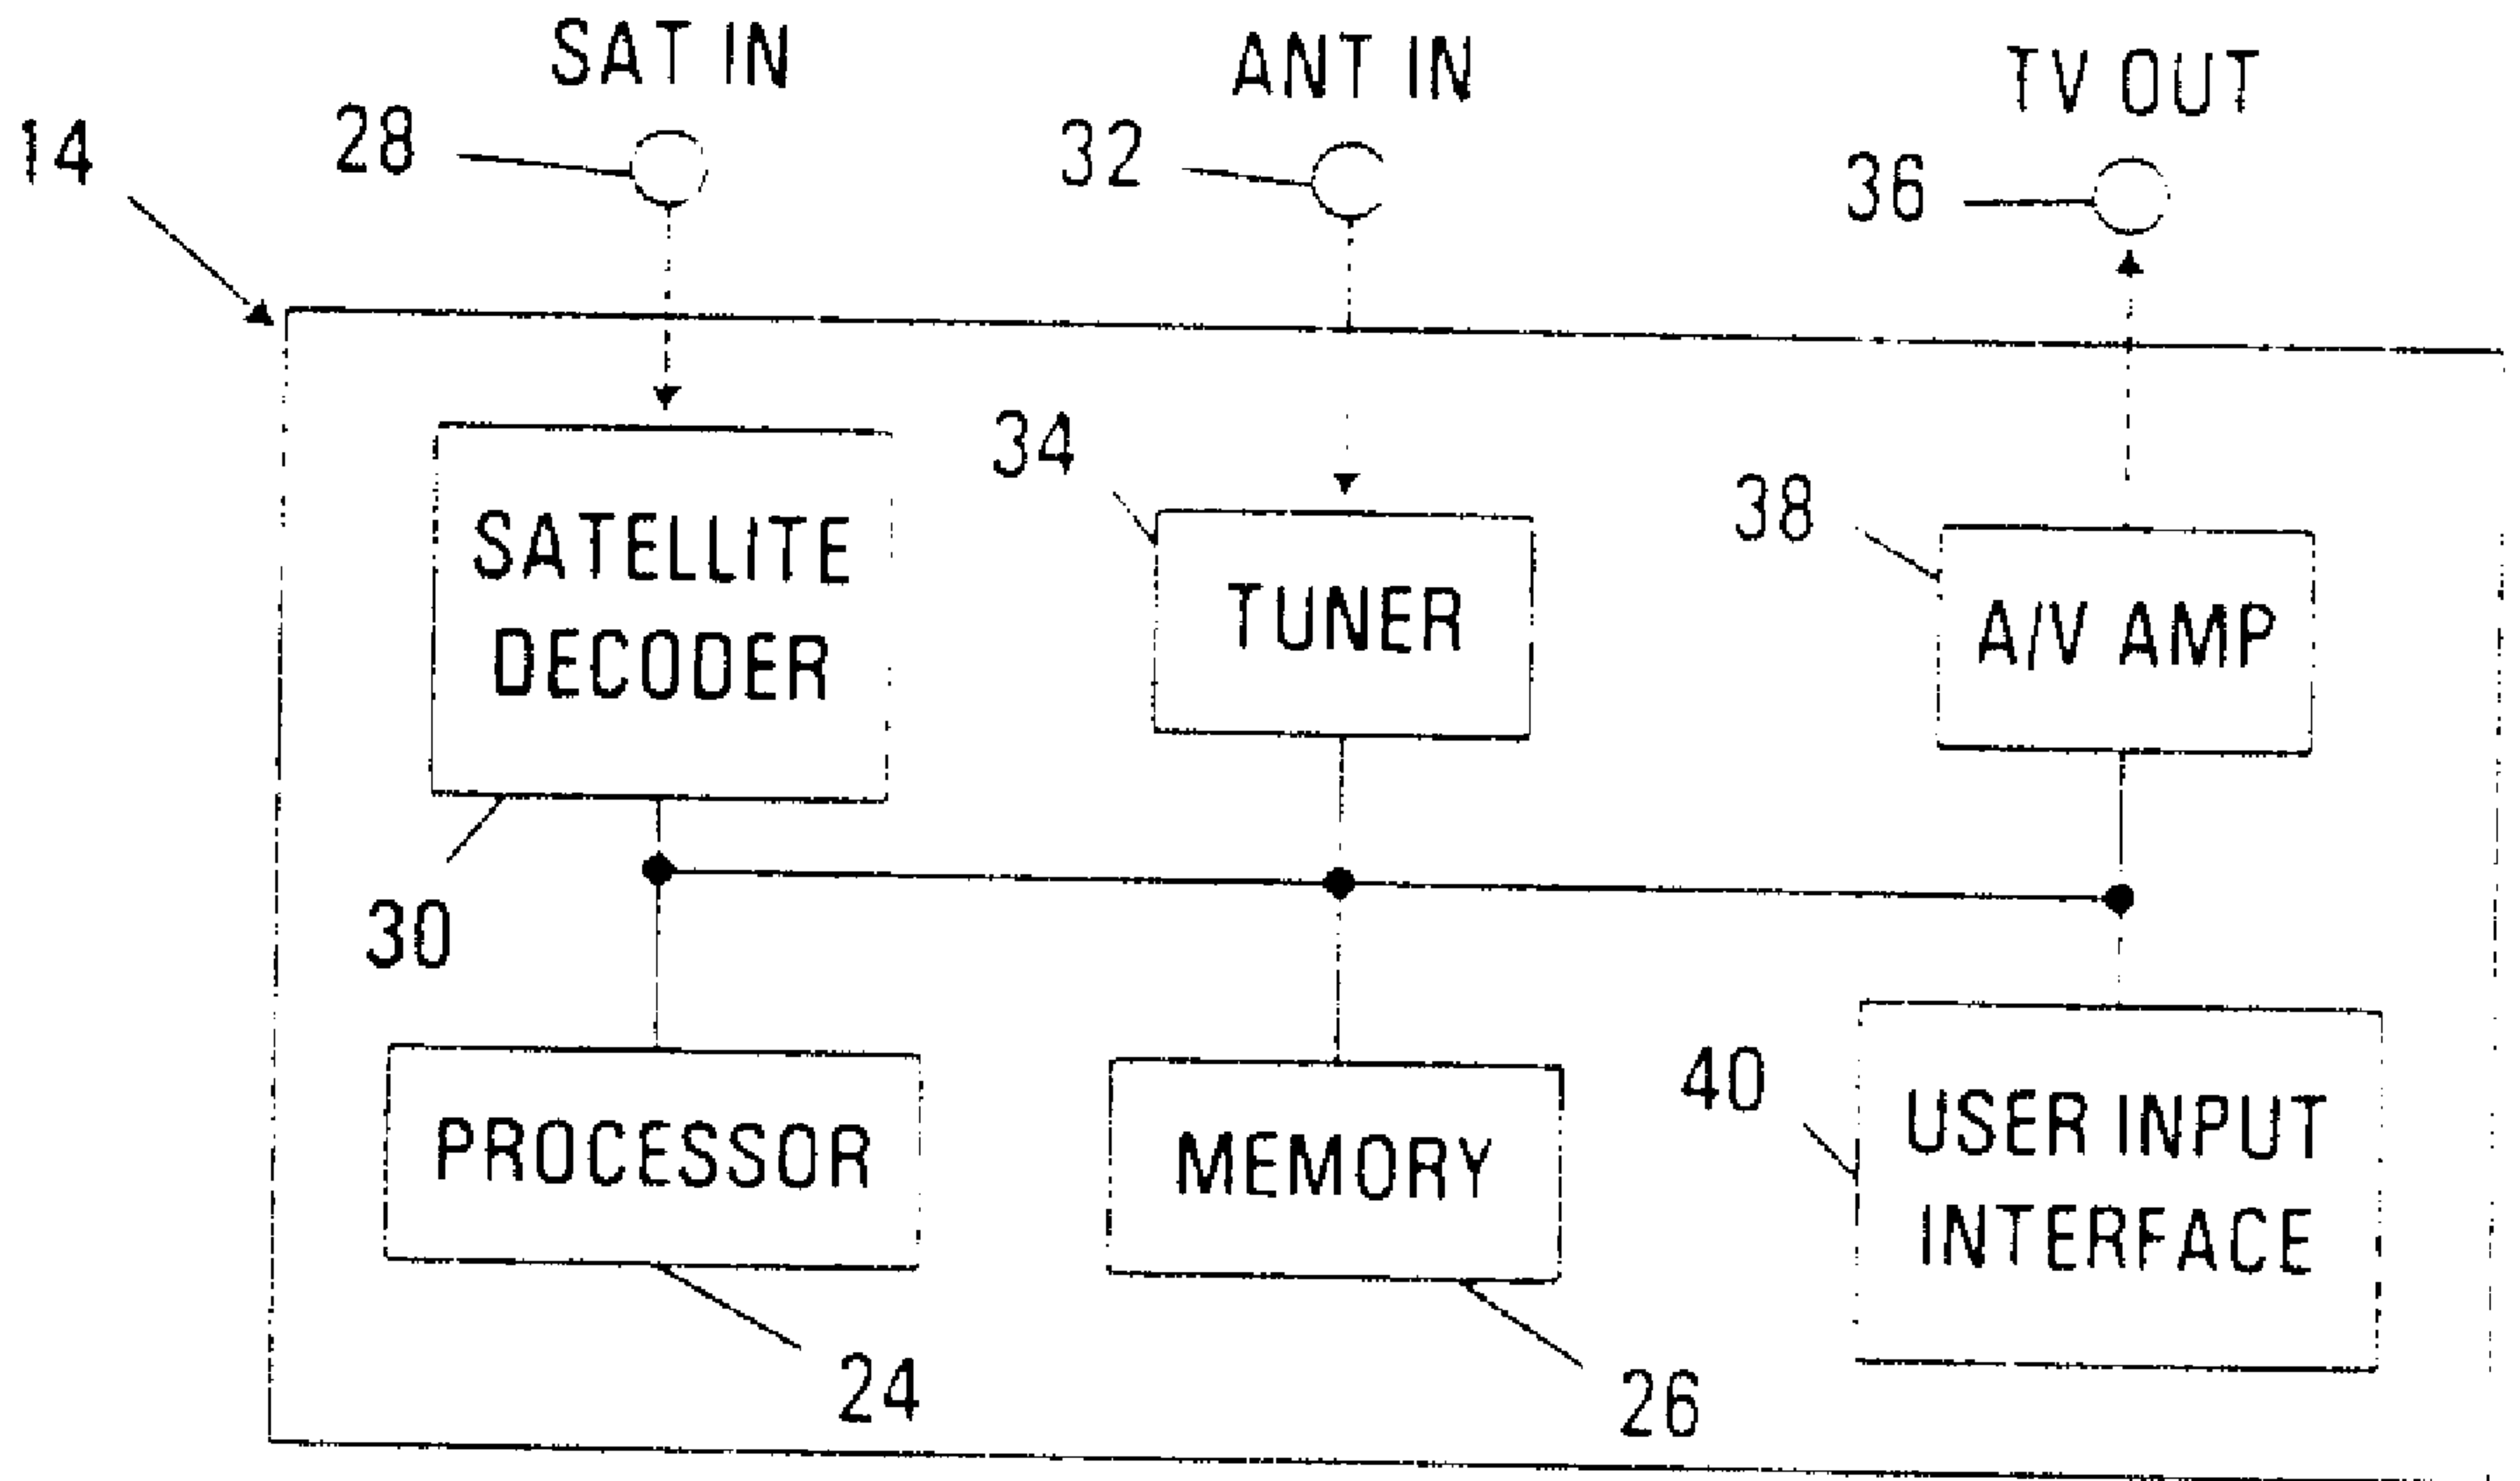 SAT IN
ANT IN
TV OUT
14
28
32
36
34
38
SATELLITE
DECODER
TUNER
A/V AMP
30
40
PROCESSOR
MEMORY
USER INPUT
INTERFACE
24
26